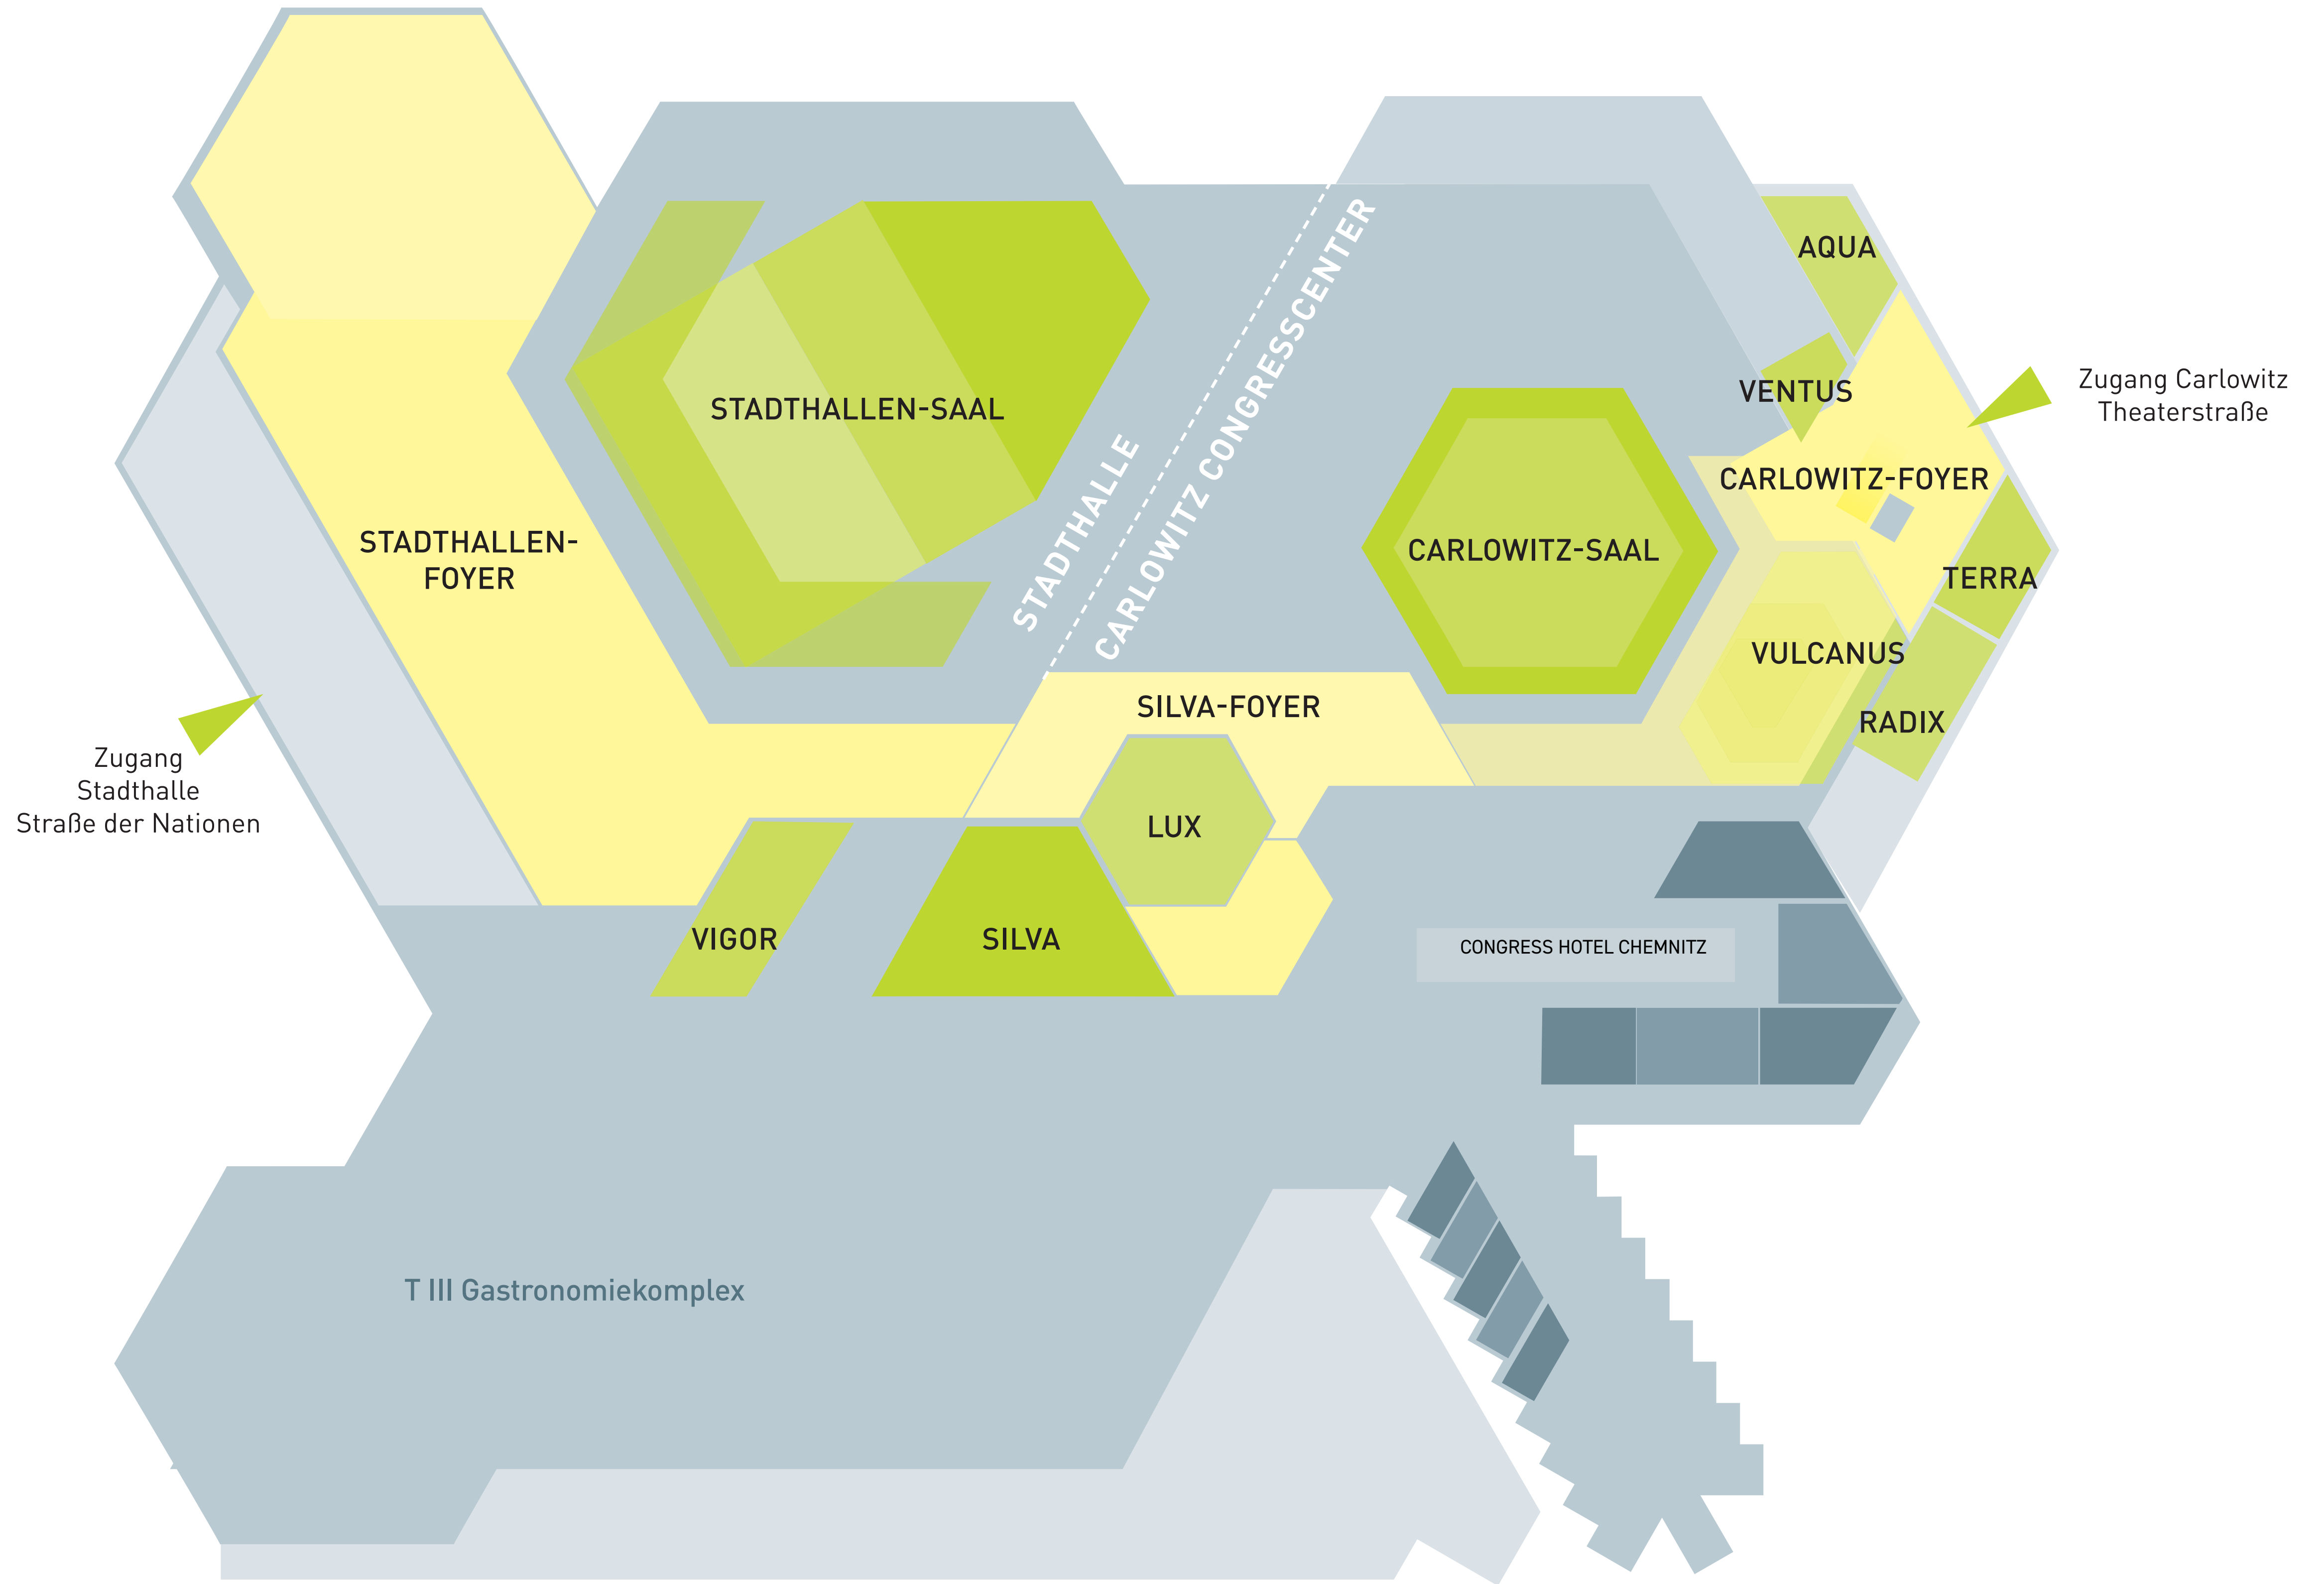 AQUA
Zugang Carlowitz
Theaterstraße
VENTUS
STADTHALLEN-SAAL
STADTHALLE
CARLOWITZ CONGRESSCENTER
CARLOWITZ-FOYER
STADTHALLEN-
FOYER
CARLOWITZ-SAAL
TERRA
VULCANUS
SILVA-FOYER
RADIX
Zugang
Stadthalle
Straße der Nationen
LUX
VIGOR
SILVA
CONGRESS HOTEL CHEMNITZ
T III Gastronomiekomplex